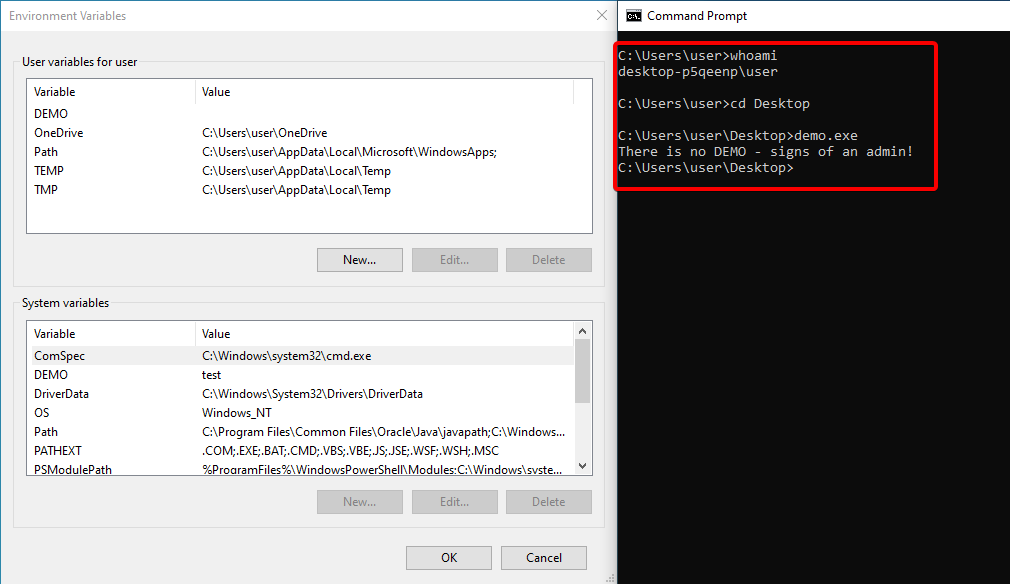 Environment Variables
User variables for user
Variable Value
DEMO
OneDrive C:\Users\user\OneDrive
Path C:\Users\user\AppData\Local\Microsoft\WindowsApps;
TEMP C:\Users\user\AppData\Local\Temp
TMP C:\Users\user\AppData\Local\Temp
New... Edit... Delete
System variables
Variable Value
ComSpec C:\Windows\system32\cmd.exe
DEMO test
DriverData C:\Windows\System32\Drivers\DriverData
OS Windows_NT
Path C:\Program Files\Common Files\Oracle\Java\javapath;C:\Windows...
PATHEXT .COM;.EXE;.BAT;.CMD;.VBS;.VBE;.JS;.JSE;.WSF;.WSH;.MSC
PSModulePath %ProgramFiles%\WindowsPowerShell\Modules;C:\Windows\syste...
New... Edit... Delete
OK Cancel
C:\. Command Prompt
C:\Users\user>whoami
desktop-p5qeenp\user
C:\Users\user>cd Desktop
C:\Users\user\Desktop>demo.exe
There is no DEMO - signs of an admin!
C:\Users\user\Desktop>